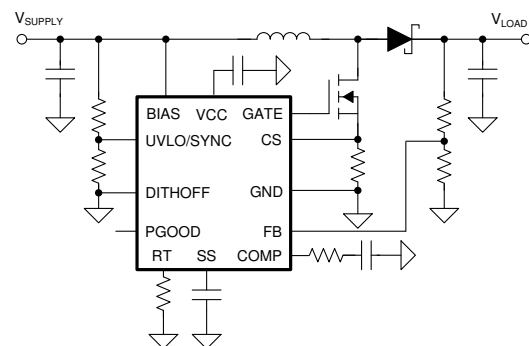 VSUPPLY
VLOAD
BIAS VCC GATE
UVLO/SYNC CS
DITHOFF GND
PGOOD FB
RT SS COMP